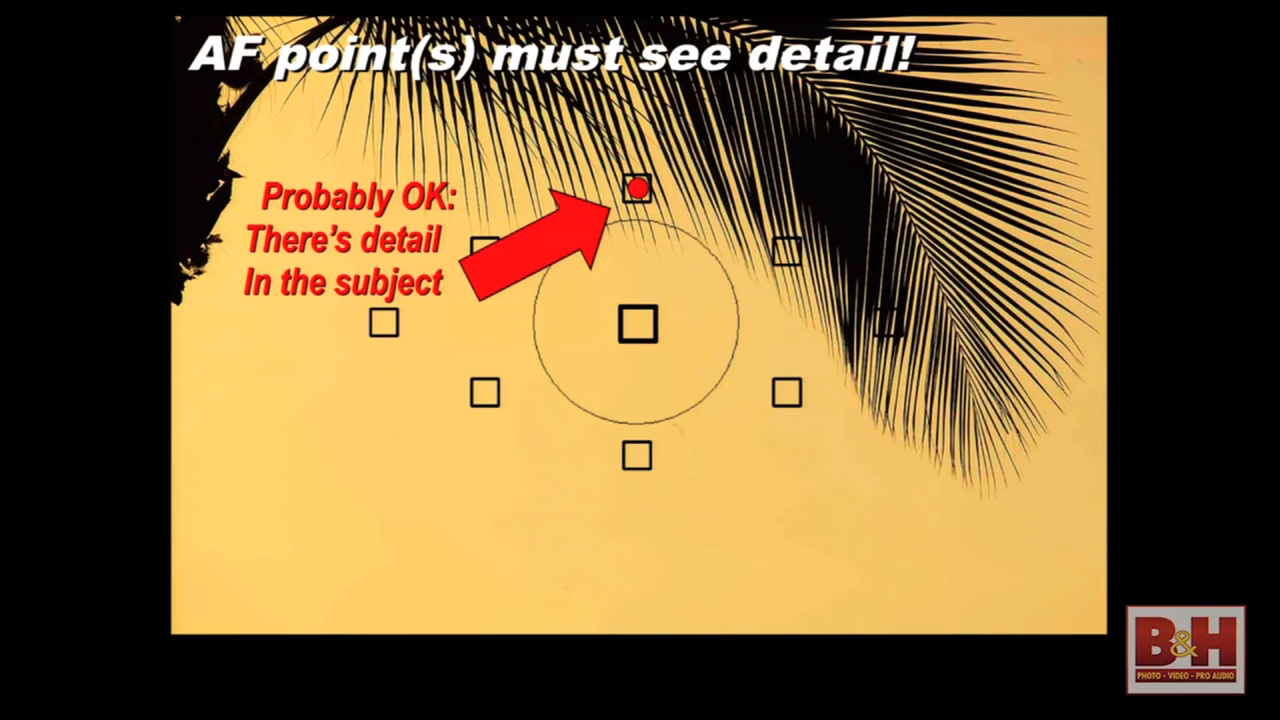 AF point(s) must see detail!
Probably OK:
There's detail
In the subject
B&H
PHOTO - VIDEO - PRO AUDIO